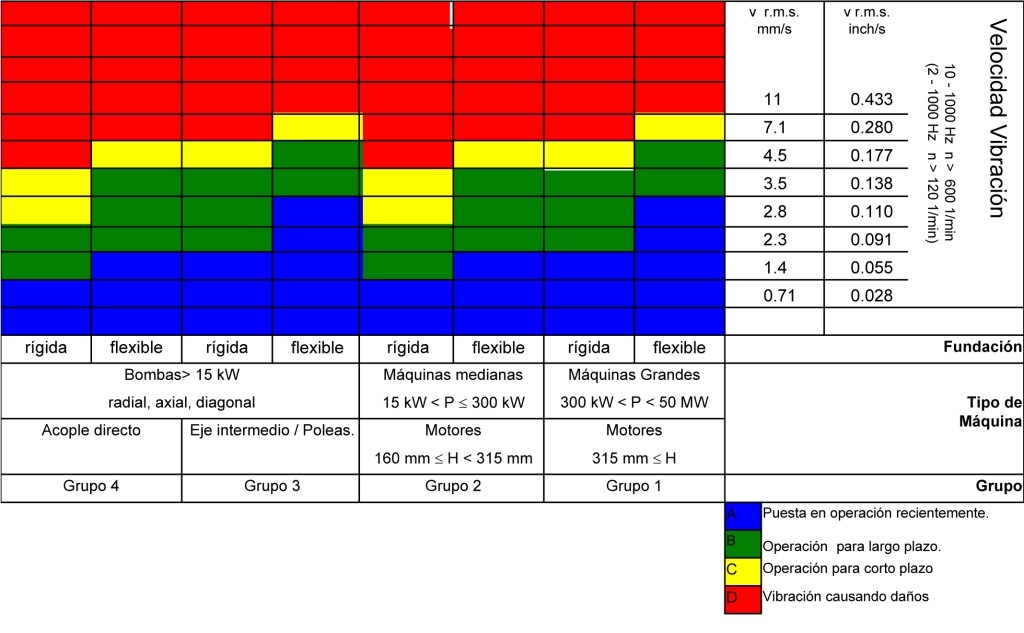 v r.m.s. v r.m.s.
mm/s inch/s
Velocidad Vibración
10 - 1000 Hz n > 600 1/min
(2 - 1000 Hz n > 120 1/min)
11 0.433
7.1 0.280
4.5 0.177
3.5 0.138
2.8 0.110
2.3 0.091
1.4 0.055
0.71 0.028
rígida flexible rígida flexible rígida flexible rígida flexible Fundación
Bombas> 15 kW Máquinas medianas Máquinas Grandes
radial, axial, diagonal 15 kW < P ≤ 300 kW 300 kW < P < 50 MW Tipo de
Máquina
Acople directo Eje intermedio / Poleas. Motores Motores
160 mm ≤ H < 315 mm 315 mm ≤ H
Grupo 4 Grupo 3 Grupo 2 Grupo 1 Grupo
A Puesta en operación recientemente.
B Operación para largo plazo.
C Operación para corto plazo
D Vibración causando daños